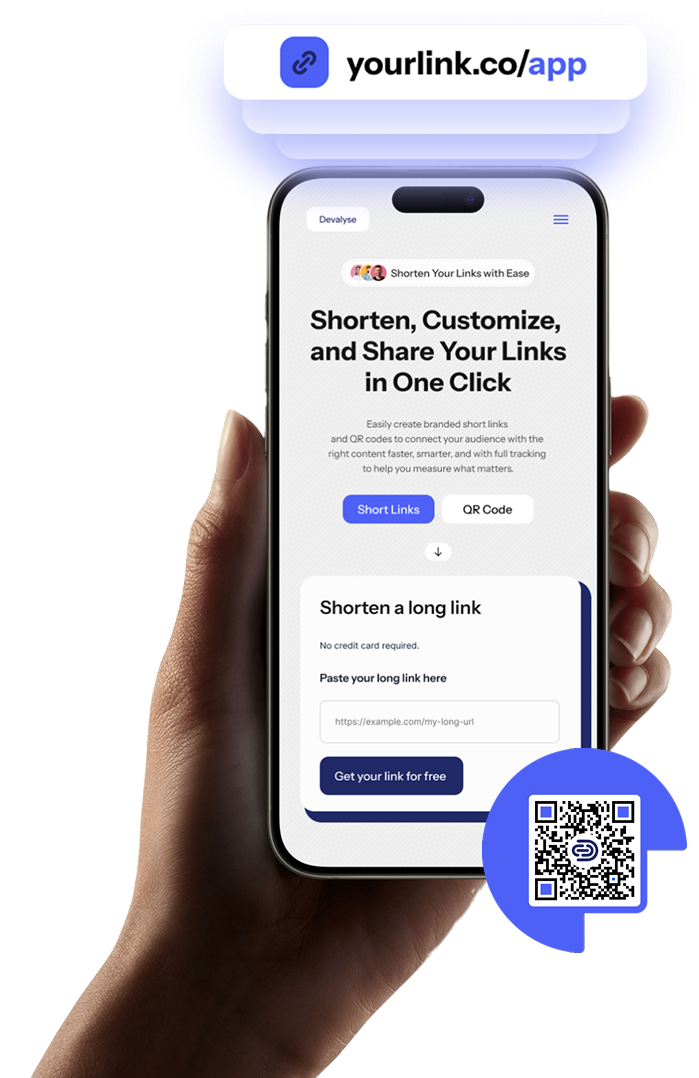 yourlink.co/app
Devalyse
Shorten Your Links with Ease
Shorten, Customize,
and Share Your Links
in One Click
Easily create branded short links
and QR codes to connect your audience with the
right content faster, smarter, and with full tracking
to help you measure what matters.
Short Links
QR Code
Shorten a long link
No credit card required.
Paste your long link here
https://example.com/my-long-url
Get your link for free